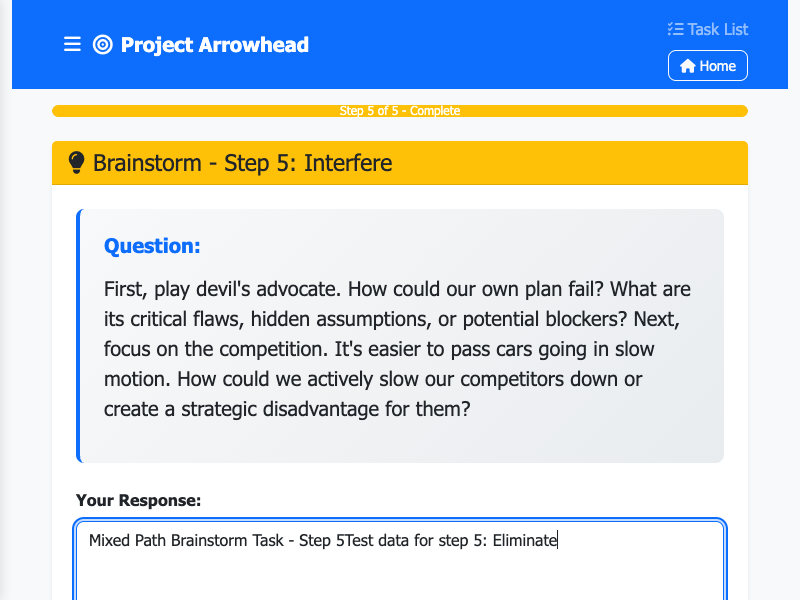 Project Arrowhead
Task List
Home
Step 5 of 5 - Complete
Brainstorm - Step 5: Interfere
Question:
First, play devil's advocate. How could our own plan fail? What are
its critical flaws, hidden assumptions, or potential blockers? Next,
focus on the competition. It's easier to pass cars going in slow
motion. How could we actively slow our competitors down or
create a strategic disadvantage for them?
Your Response:
Mixed Path Brainstorm Task - Step 5Test data for step 5: Eliminate